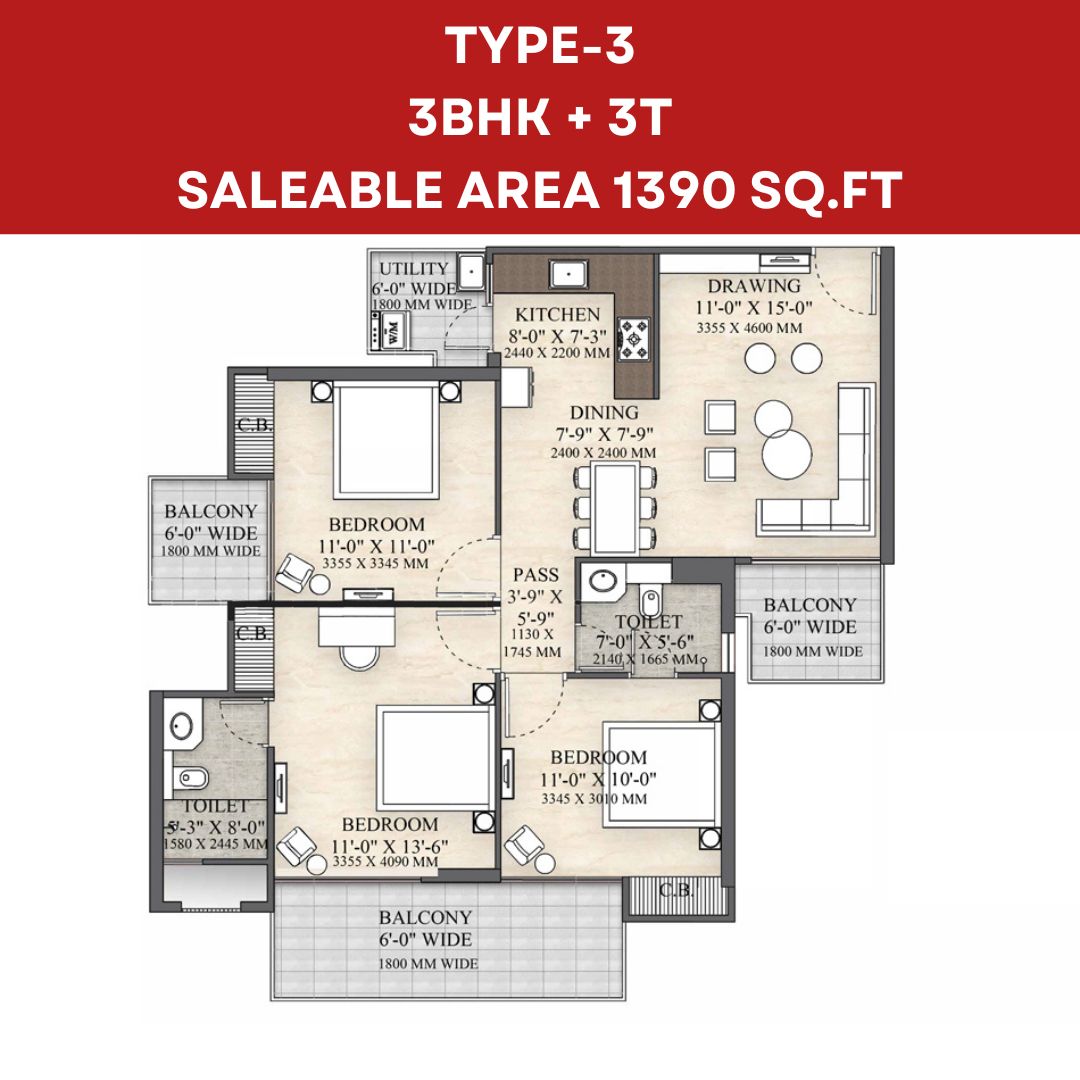 TYPE-3
3BHK + 3T
SALEABLE AREA 1390 SQ.FT
UTILITY
6'-0" WIDE
1800 MM WIDE
W/M
KITCHEN
8'-0" X 7'-3"
2440 X 2200 MM
DRAWING
11'-0" X 15'-0"
3355 X 4600 MM
DINING
7'-9" X 7'-9"
2400 X 2400 MM
C.B.
BALCONY
6'-0" WIDE
1800 MM WIDE
BEDROOM
11'-0" X 11'-0"
3355 X 3345 MM
PASS
3'-9" X
5'-9"
1130 X
1745 MM
TOILET
7'-0" X 5'-6"
2140 X 1665 MM
BALCONY
6'-0" WIDE
1800 MM WIDE
C.B.
TOILET
5'-3" X 8'-0"
1580 X 2445 MM
BEDROOM
11'-0" X 13'-6"
3355 X 4090 MM
BEDROOM
11'-0" X 10'-0"
3345 X 3010 MM
C.B.
BALCONY
6'-0" WIDE
1800 MM WIDE